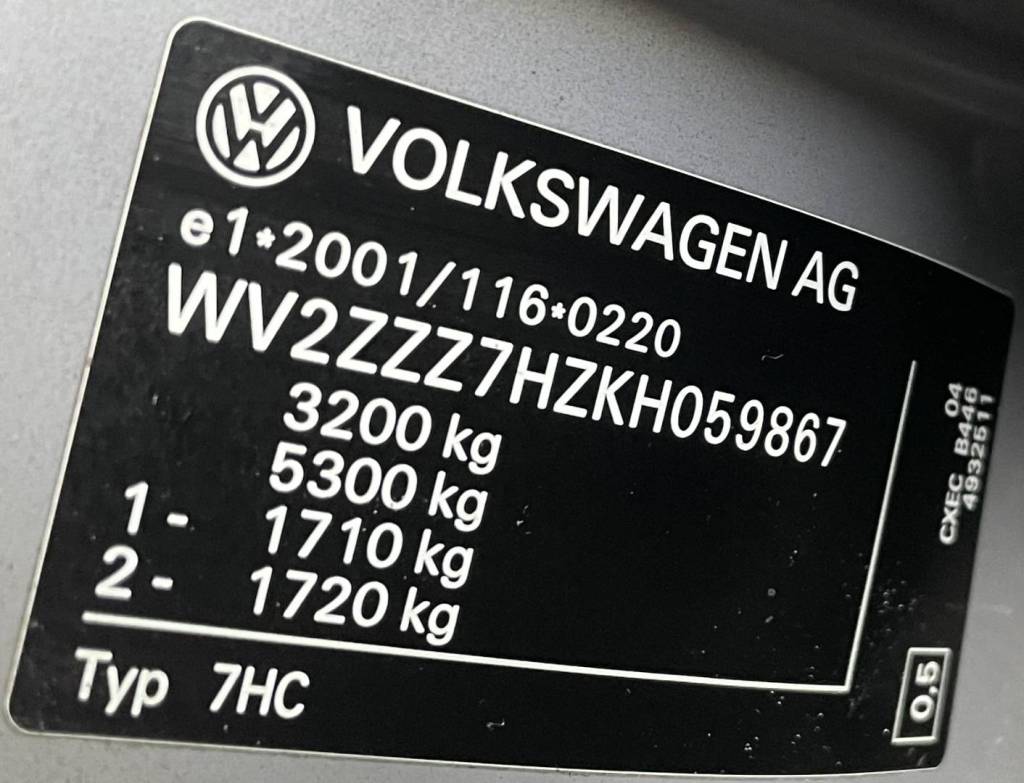 VOLKSWAGEN AG
e1*2001/116*0220
WV2ZZZ7HZKH059867
3200 kg
5300 kg
1 - 1710 kg
2 - 1720 kg
Typ 7HC
04
CXEC B446
4932511
0,5